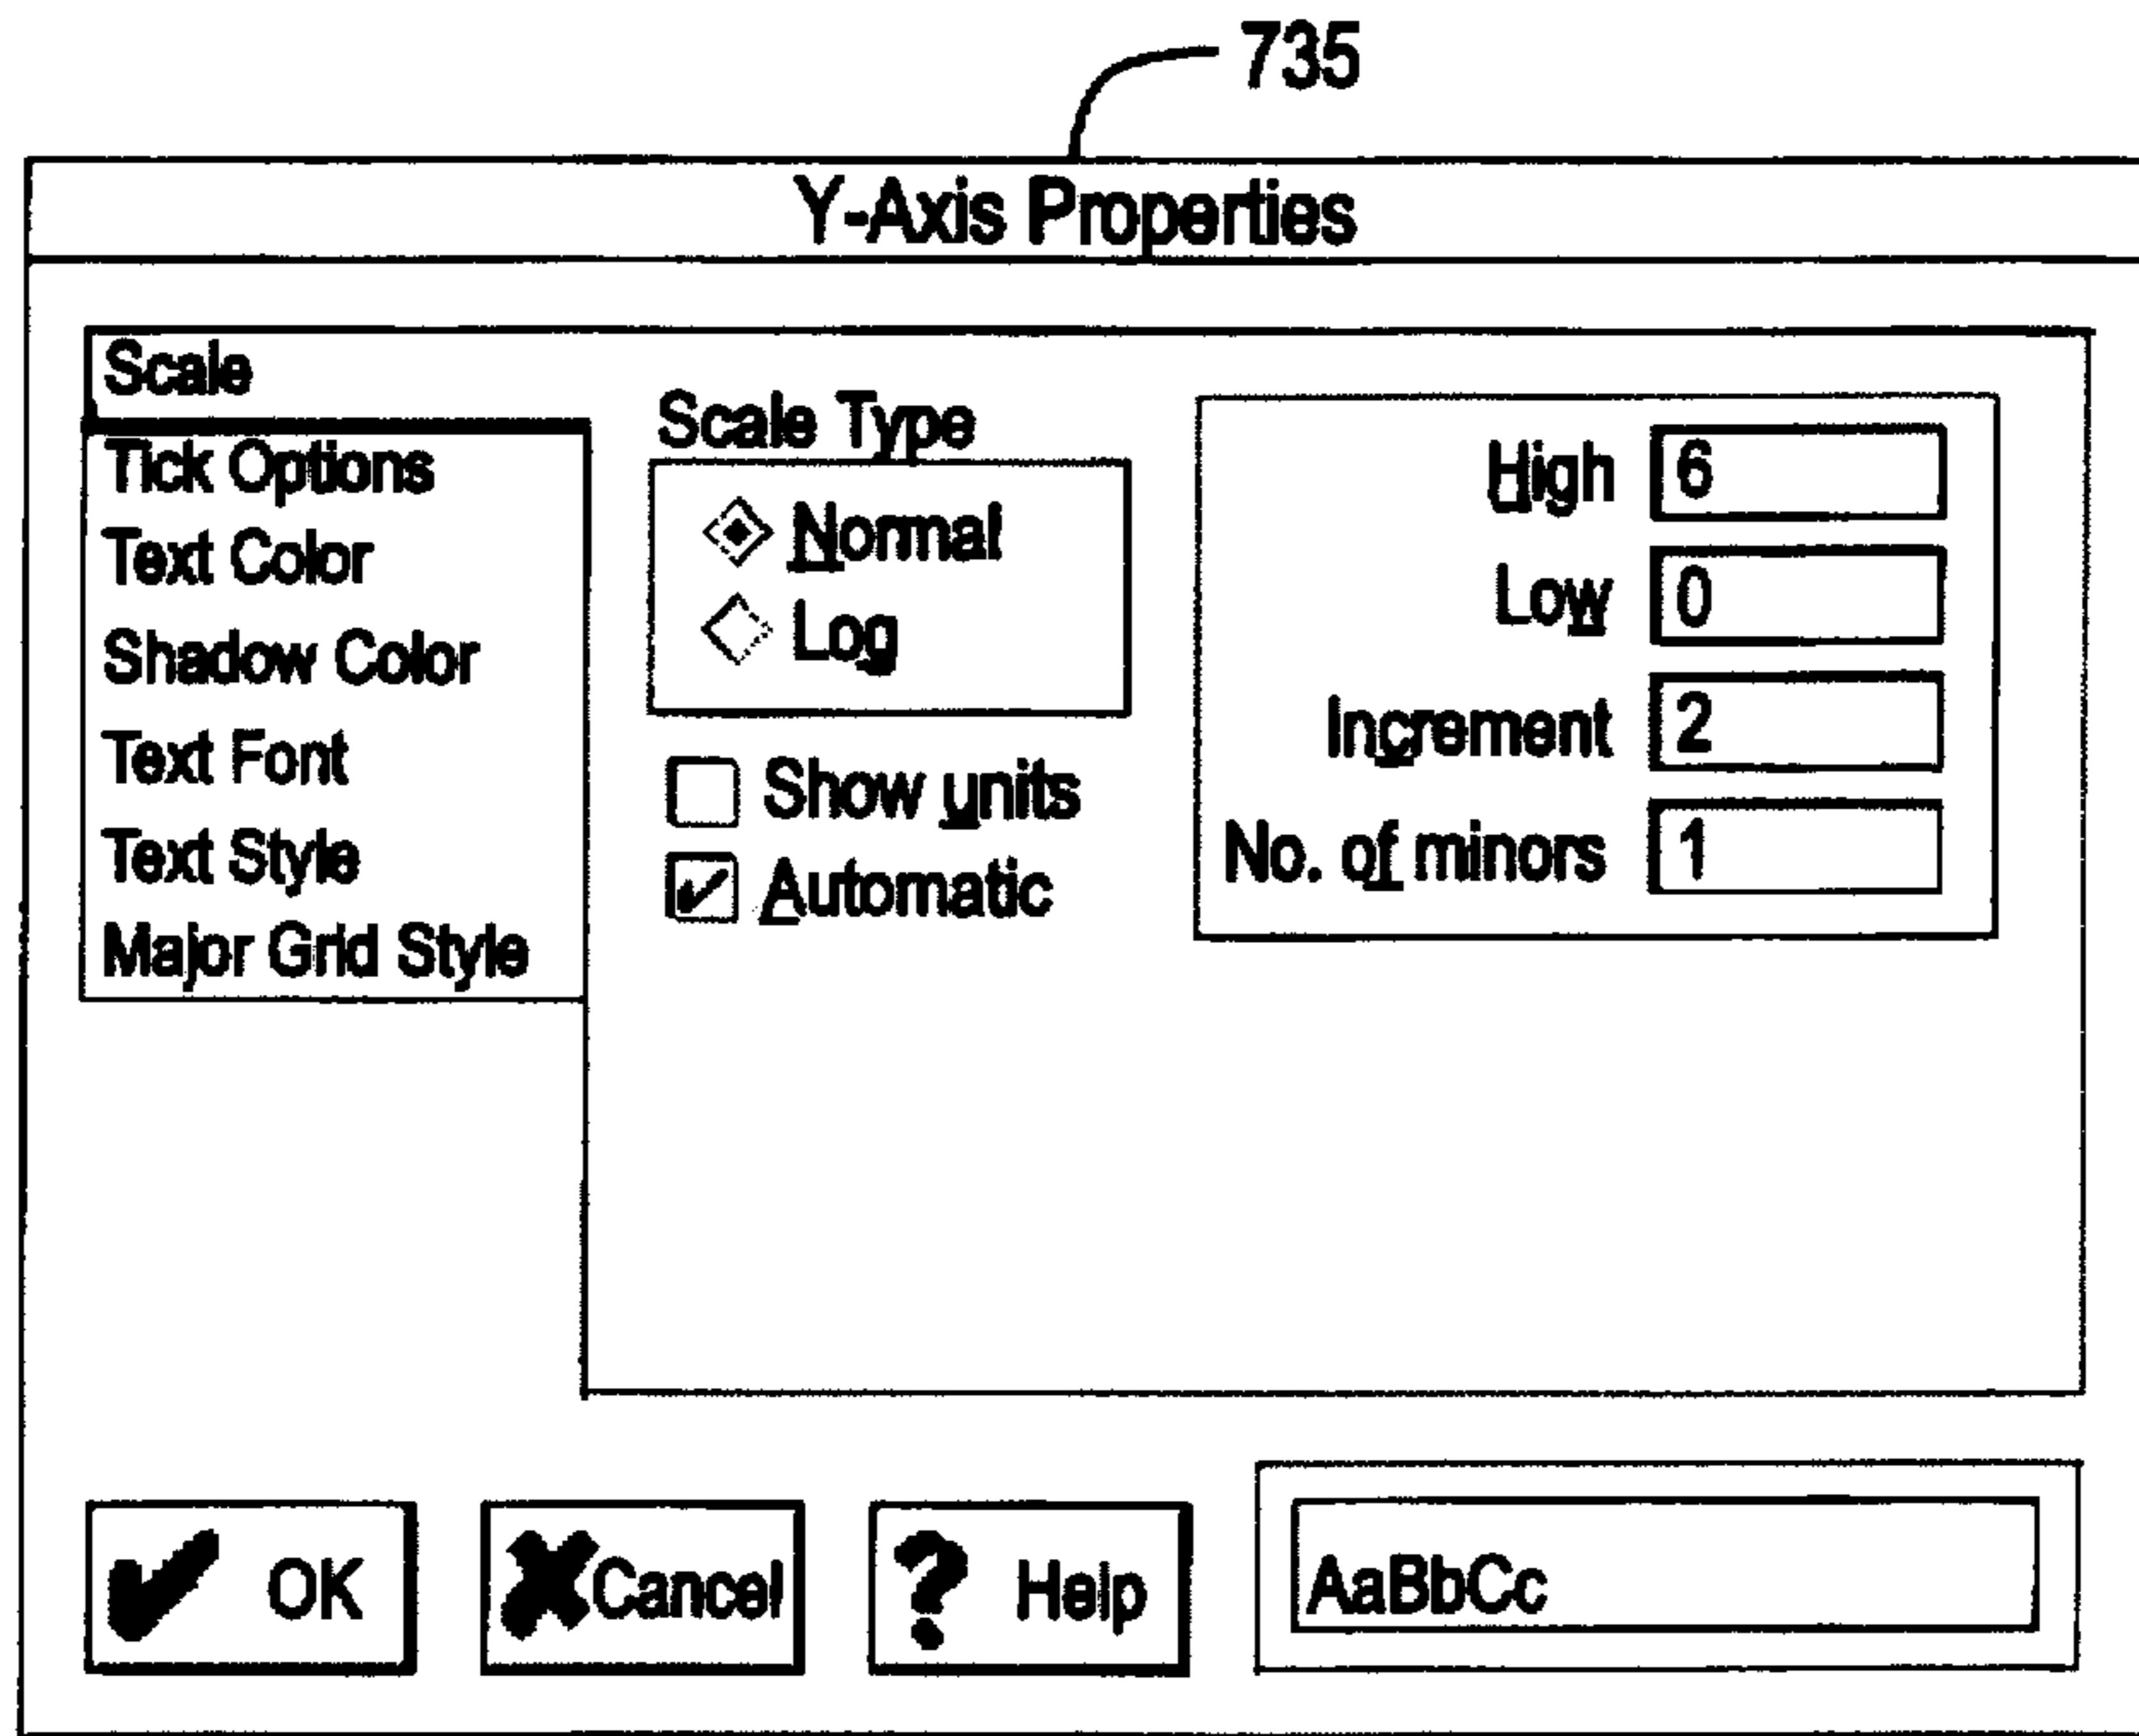 735
Y-Axis Properties
Scale
Tick Options
Text Color
Shadow Color
Text Font
Text Style
Major Grid Style
Scale Type
Normal
Log
Show units
Automatic
High 6
Low 0
Increment 2
No. of minors 1
OK
Cancel
? Help
AaBbCc